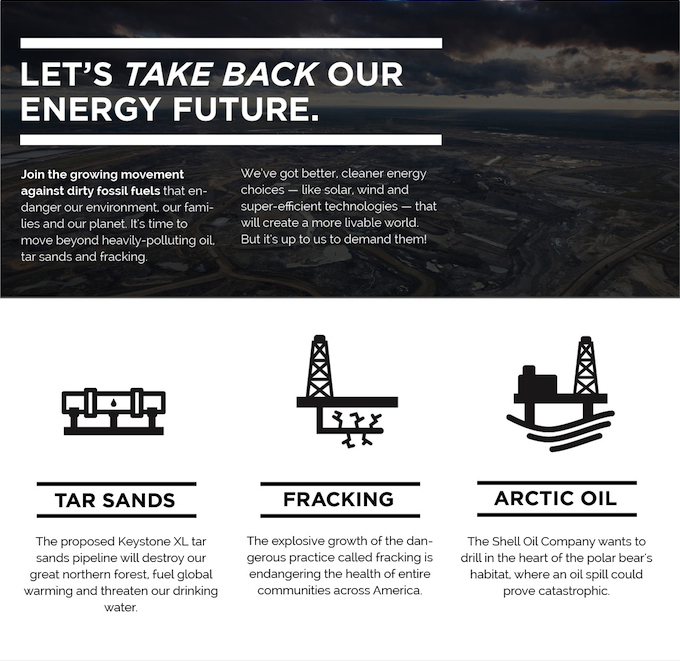 LET'S TAKE BACK OUR
ENERGY FUTURE.
Join the growing movement
against dirty fossil fuels that en-
danger our environment, our fami-
lies and our planet. It's time to
move beyond heavily-polluting oil,
tar sands and fracking.
We've got better, cleaner energy
choices — like solar, wind and
super-efficient technologies — that
will create a more livable world.
But it's up to us to demand them!
TAR SANDS
The proposed Keystone XL tar
sands pipeline will destroy our
great northern forest, fuel global
warming and threaten our drinking
water.
FRACKING
The explosive growth of the dan-
gerous practice called fracking is
endangering the health of entire
communities across America.
ARCTIC OIL
The Shell Oil Company wants to
drill in the heart of the polar bear's
habitat, where an oil spill could
prove catastrophic.